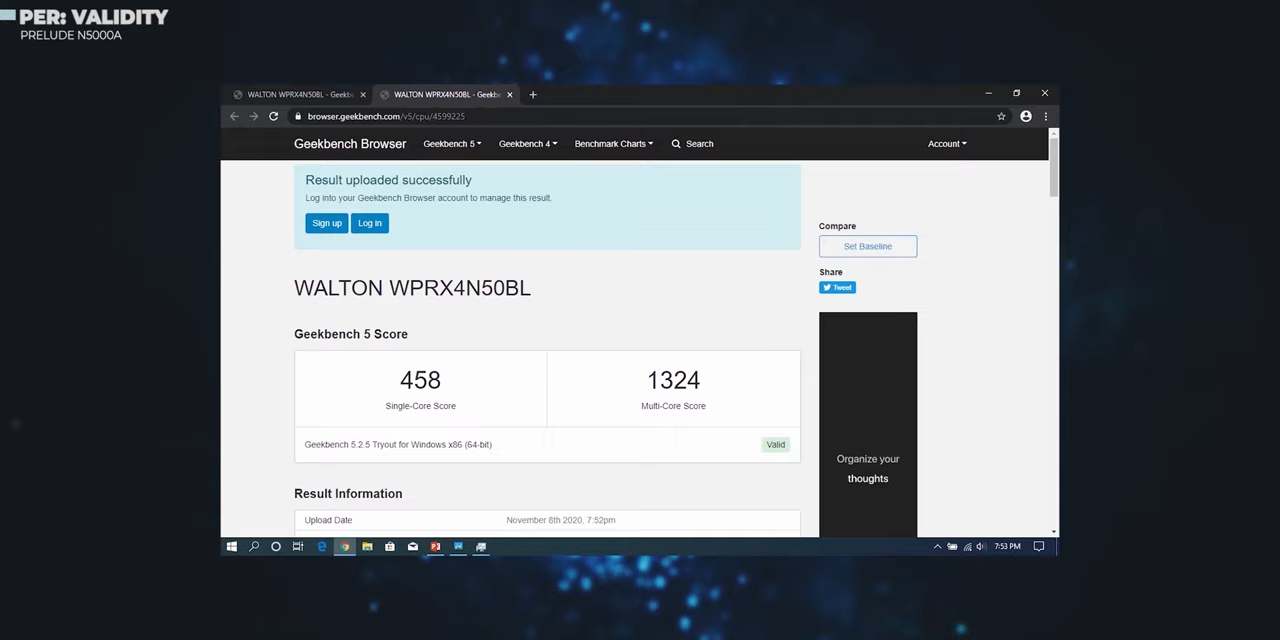 PER: VALIDITY
PRELUDE N5000A
WALTON WPRX4N50BL - Geekbe
WALTON WPRX4N50BL - Geekbe
browser.geekbench.com/v5/cpu/4599225
Geekbench Browser
Geekbench 5
Geekbench 4
Benchmark Charts
Search
Account
Result uploaded successfully
Log into your Geekbench Browser account to manage this result.
Sign up
Log in
Compare
Set Baseline
Share
Tweet
WALTON WPRX4N50BL
Geekbench 5 Score
458
1324
Single-Core Score
Multi-Core Score
Geekbench 5.2.5 Tryout for Windows x86 (64-bit)
Valid
Organize your
thoughts
Result Information
Upload Date
November 8th 2020, 7:52pm
7:53 PM